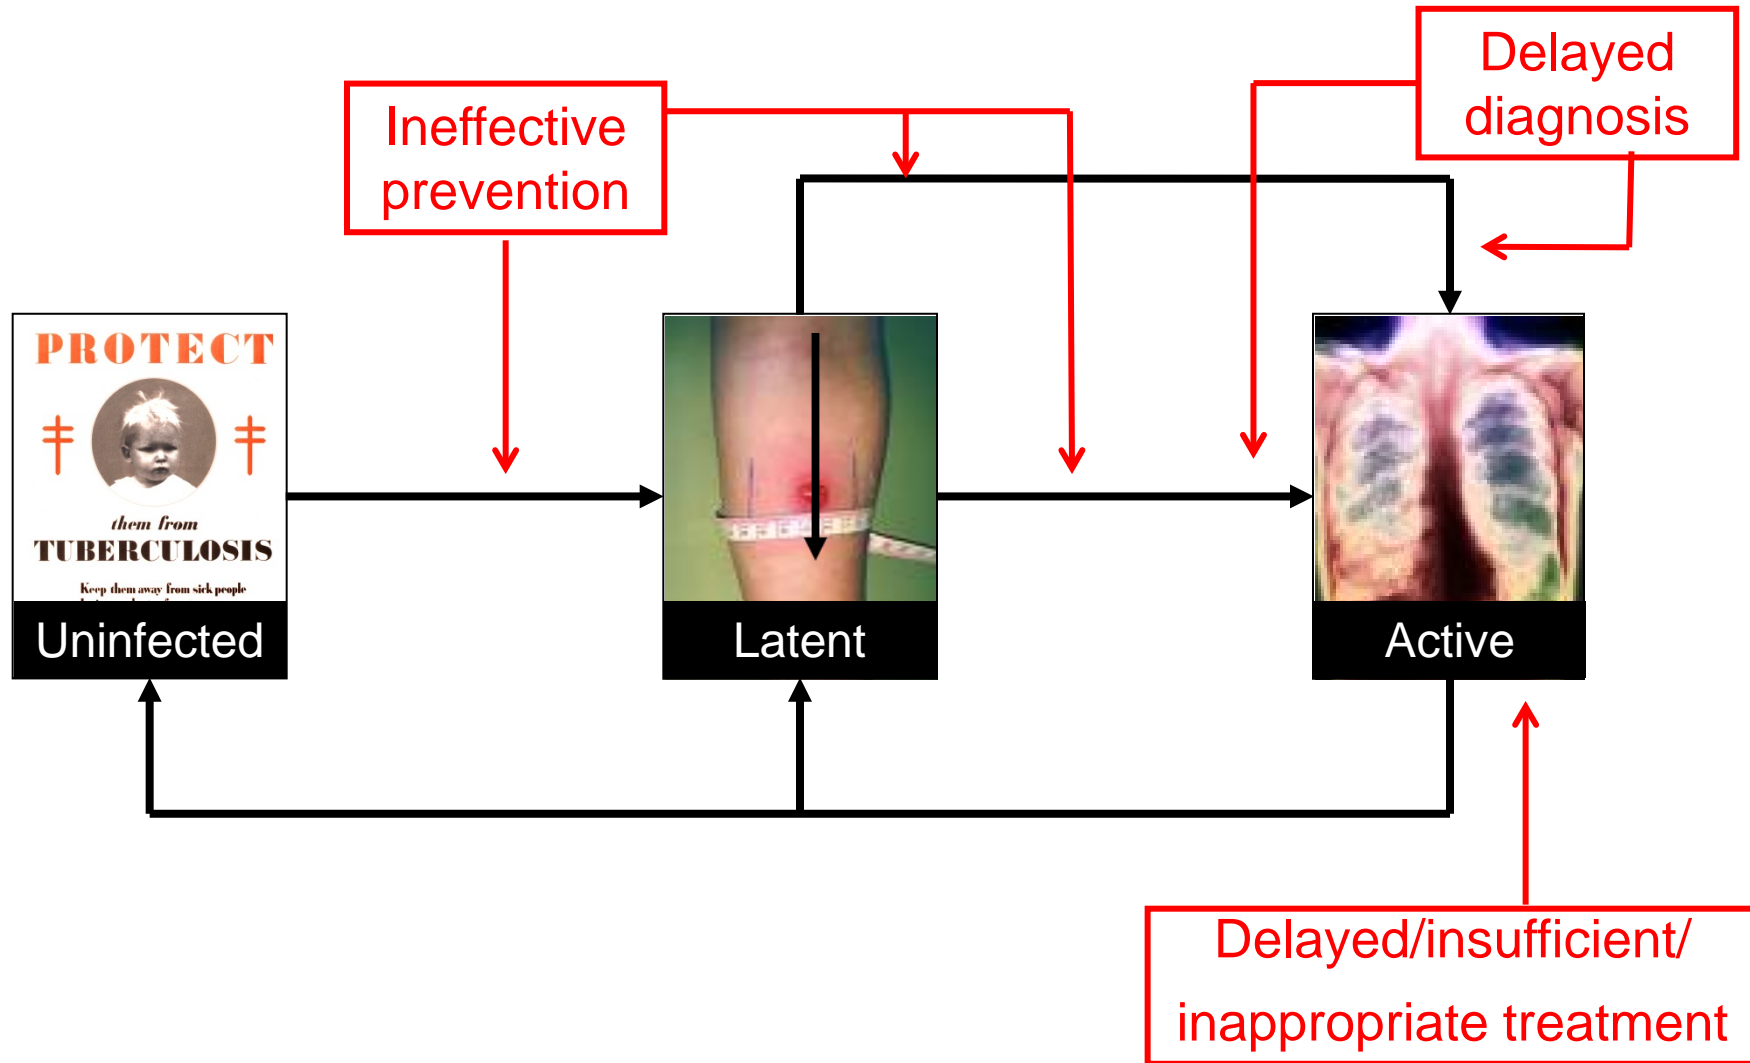 Delayed
diagnosis
Ineffective
prevention
PROTECT
them from
TUBERCULOSIS
Keep them away from sick people
Uninfected
Latent
Active
Delayed/insufficient/
inappropriate treatment